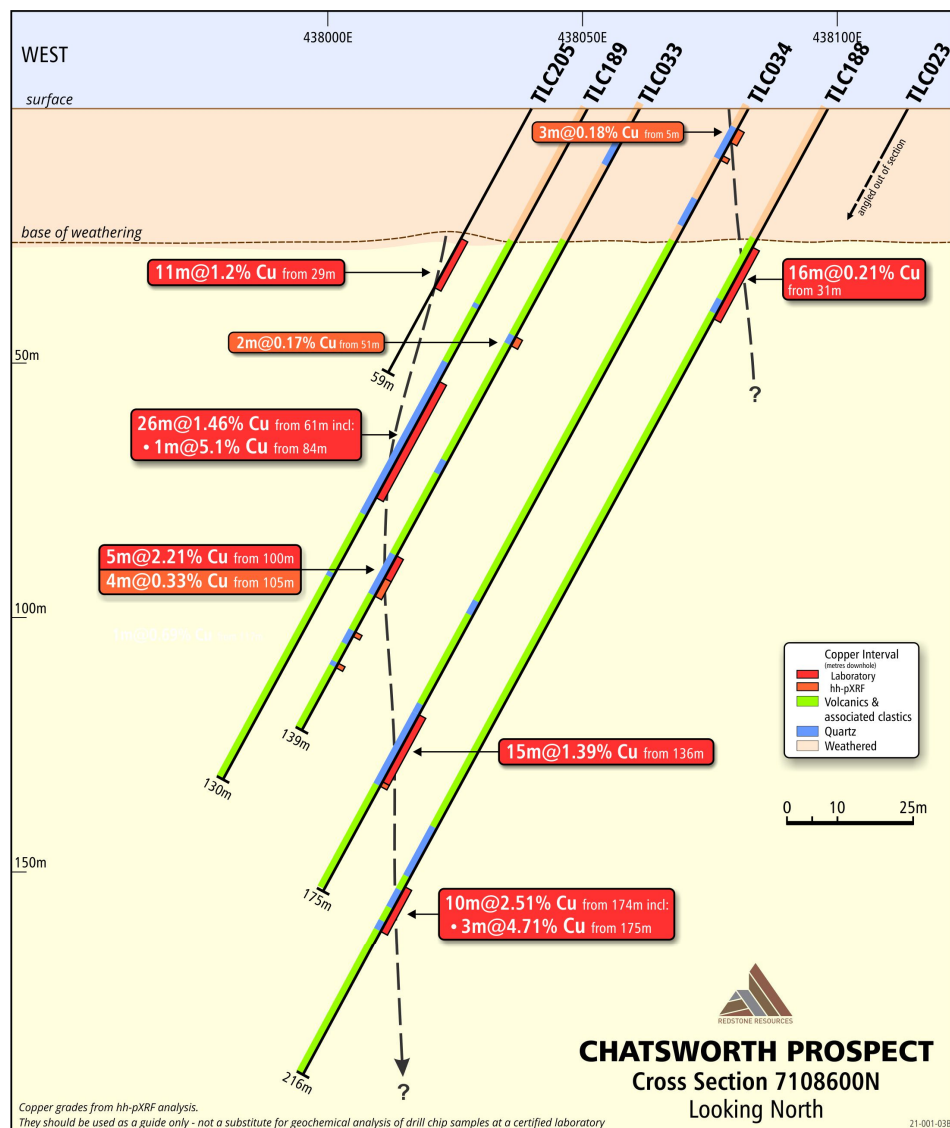 438000E
438050E
438100E
WEST
TLC205
TLC189
TLC033
TLC034
TLC188
TLC023
surface
3m@0.18% Cu from 5m
angled out of section
base of weathering
11m@1.2% Cu from 29m
16m@0.21% Cu
from 31m
2m@0.17% Cu from 51m
50m
59m
?
26m@1.46% Cu from 61m incl:
• 1m@5.1% Cu from 84m
5m@2.21% Cu from 100m
4m@0.33% Cu from 105m
100m
Copper Interval
(metres downhole)
Laboratory
hh-pXRF
Volcanics &
associated clastics
Quartz
Weathered
139m
15m@1.39% Cu from 136m
130m
0 10 25m
150m
175m
10m@2.51% Cu from 174m incl:
• 3m@4.71% Cu from 175m
REDSTONE RESOURCES
216m
?
CHATSWORTH PROSPECT
Cross Section 7108600N
Looking North
Copper grades from hh-pXRF analysis.
They should be used as a guide only - not a substitute for geochemical analysis of drill chip samples at a certified laboratory